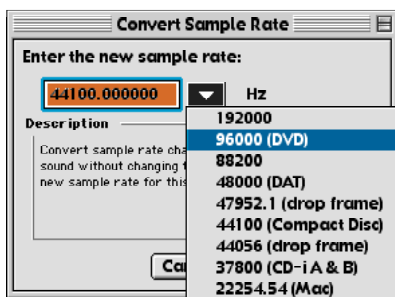 Convert Sample Rate
Enter the new sample rate:
44100.000000 Hz
Description
Convert sample rate cha
sound without changing
new sample rate for this
Ca
192000
96000 (DVD)
88200
48000 (DAT)
47952.1 (drop frame)
44100 (Compact Disc)
44056 (drop frame)
37800 (CD-i A & B)
22254.54 (Mac)